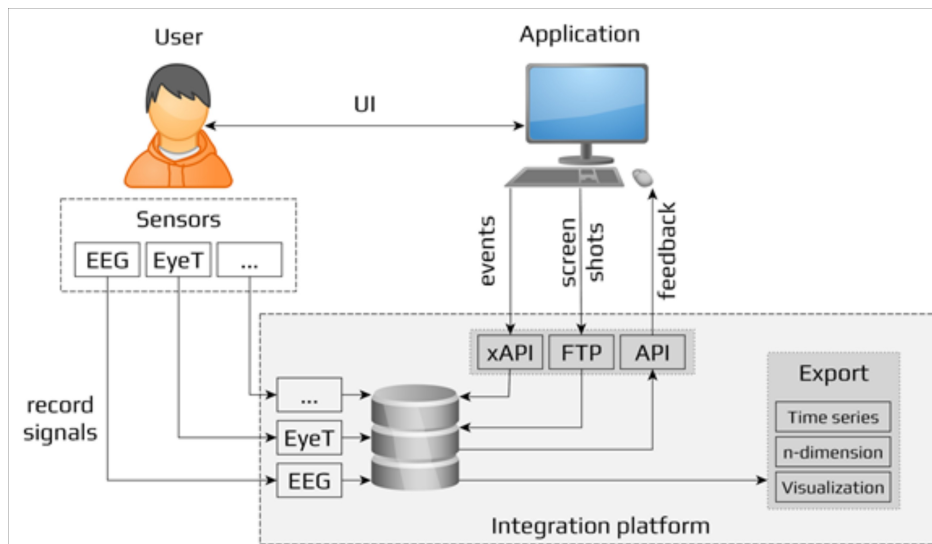 User
Application
UI
Sensors
EEG
EyeT
...
events
screen
shots
feedback
xAPI
FTP
API
Export
Time series
n-dimension
Visualization
record
signals
...
EyeT
EEG
Integration platform